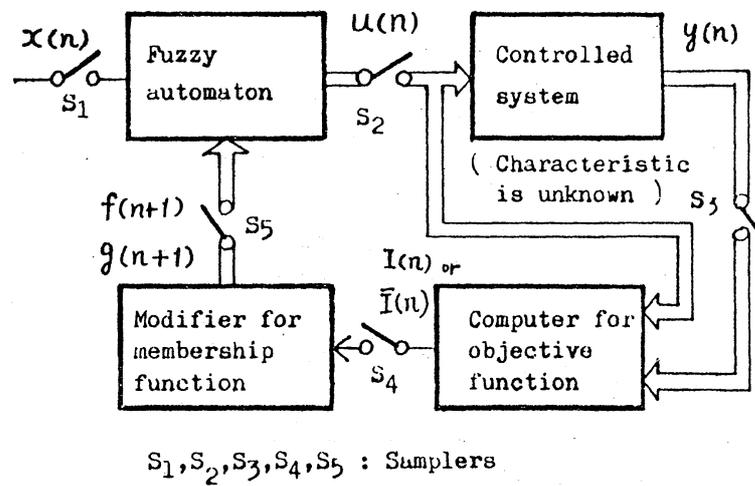 x(n)
S1
Fuzzy
automaton
u(n)
S2
Controlled
system
y(n)
( Characteristic
is unknown )
S3
f(n+1)
g(n+1)
S5
I(n) or
Ī(n)
Modifier for
membership
function
S4
Computer for
objective
function
S1,S2,S3,S4,S5 : Samplers